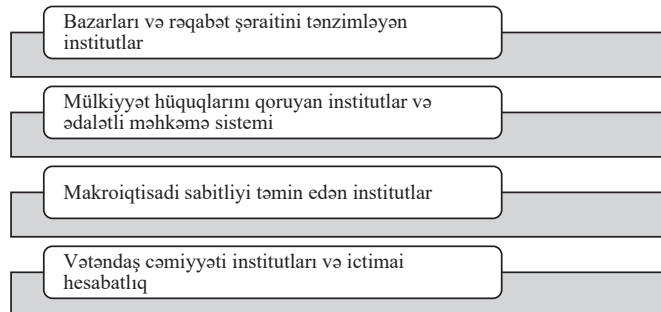 Bazarları və rəqabət şəraitini tənzimləyən
institutlar
Mülkiyyət hüquqlarını qoruyan institutlar və
ədalətli məhkəmə sistemi
Makroiqtisadi sabitliyi təmin edən institutlar
Vətəndaş cəmiyyəti institutları və ictimai
hesabatlıq